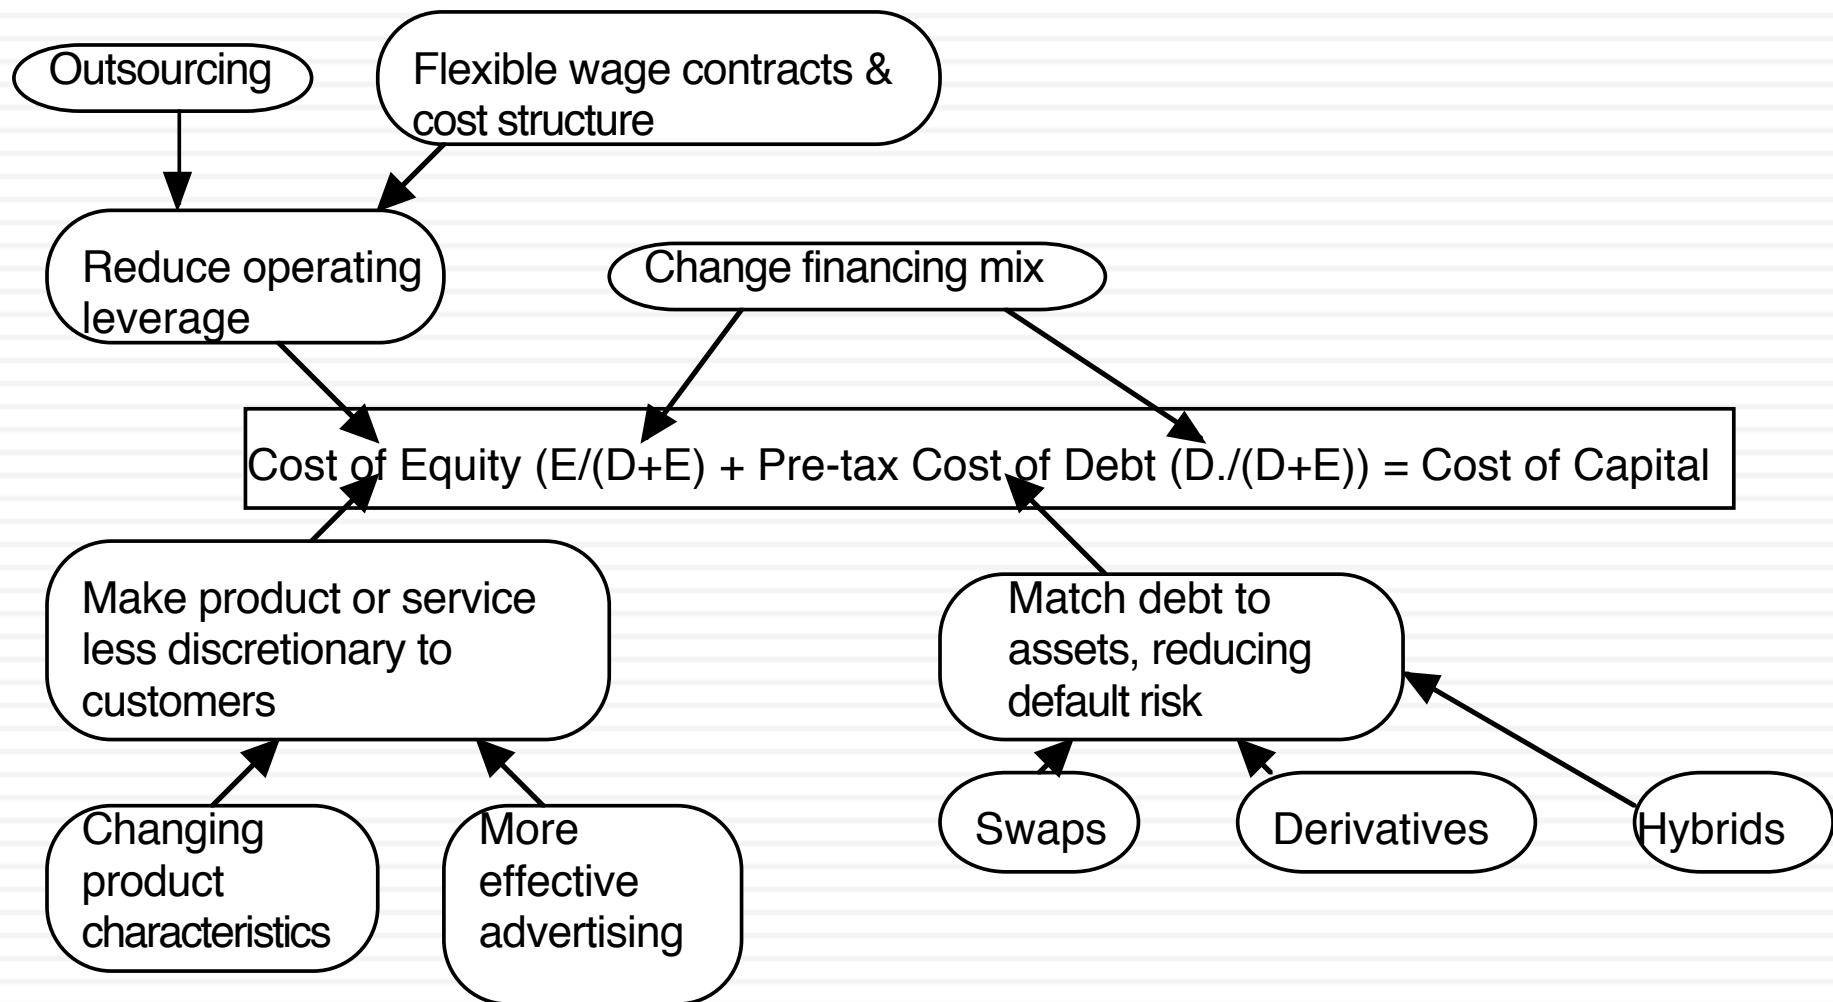 Outsourcing
Flexible wage contracts &
cost structure
Reduce operating
leverage
Change financing mix
Cost of Equity (E/(D+E) + Pre-tax Cost of Debt (D./(D+E)) = Cost of Capital
Make product or service
less discretionary to
customers
Match debt to
assets, reducing
default risk
Changing
product
characteristics
More
effective
advertising
Swaps
Derivatives
Hybrids